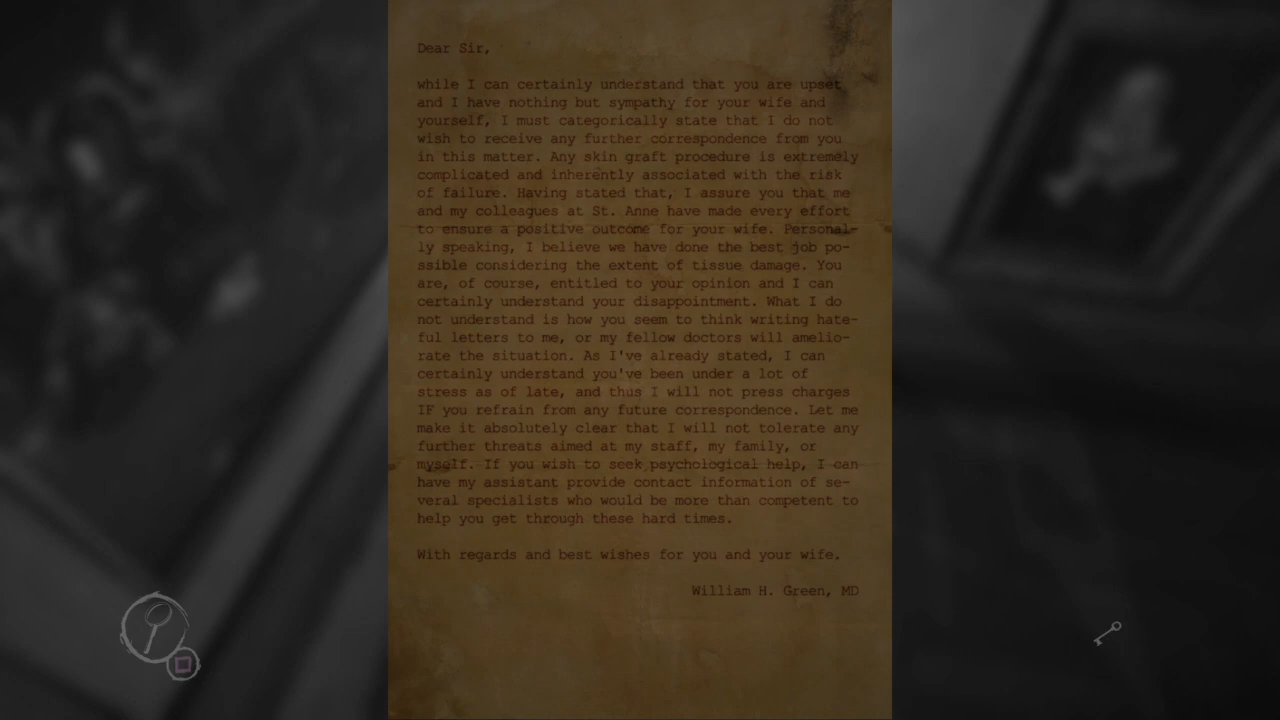 Dear Sir,
while I can certainly understand that you are upset
and I have nothing but sympathy for your wife and
yourself, I must categorically state that I do not
wish to receive any further correspondence from you
in this matter. Any skin graft procedure is extremely
complicated and inherently associated with the risk
of failure. Having stated that, I assure you that me
and my colleagues at St. Anne have made every effort
to ensure a positive outcome for your wife. Personal-
ly speaking, I believe we have done the best job po-
ssible considering the extent of tissue damage. You
are, of course, entitled to your opinion and I can
certainly understand your disappointment. What I do
not understand is how you seem to think writing hate-
ful letters to me, or my fellow doctors will amelio-
rate the situation. As I've already stated, I can
certainly understand you've been under a lot of
stress as of late, and thus I will not press charges
IF you refrain from any future correspondence. Let me
make it absolutely clear that I will not tolerate any
further threats aimed at my staff, my family, or
myself. If you wish to seek psychological help, I can
have my assistant provide contact information of se-
veral specialists who would be more than competent to
help you get through these hard times.
With regards and best wishes for you and your wife.
William H. Green, MD